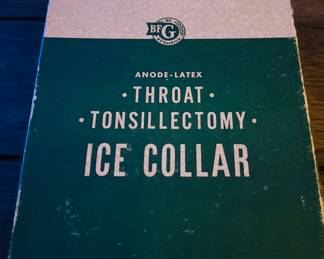 BFG
ANODE-LATEX
• THROAT •
• TONSILLECTOMY •
ICE COLLAR